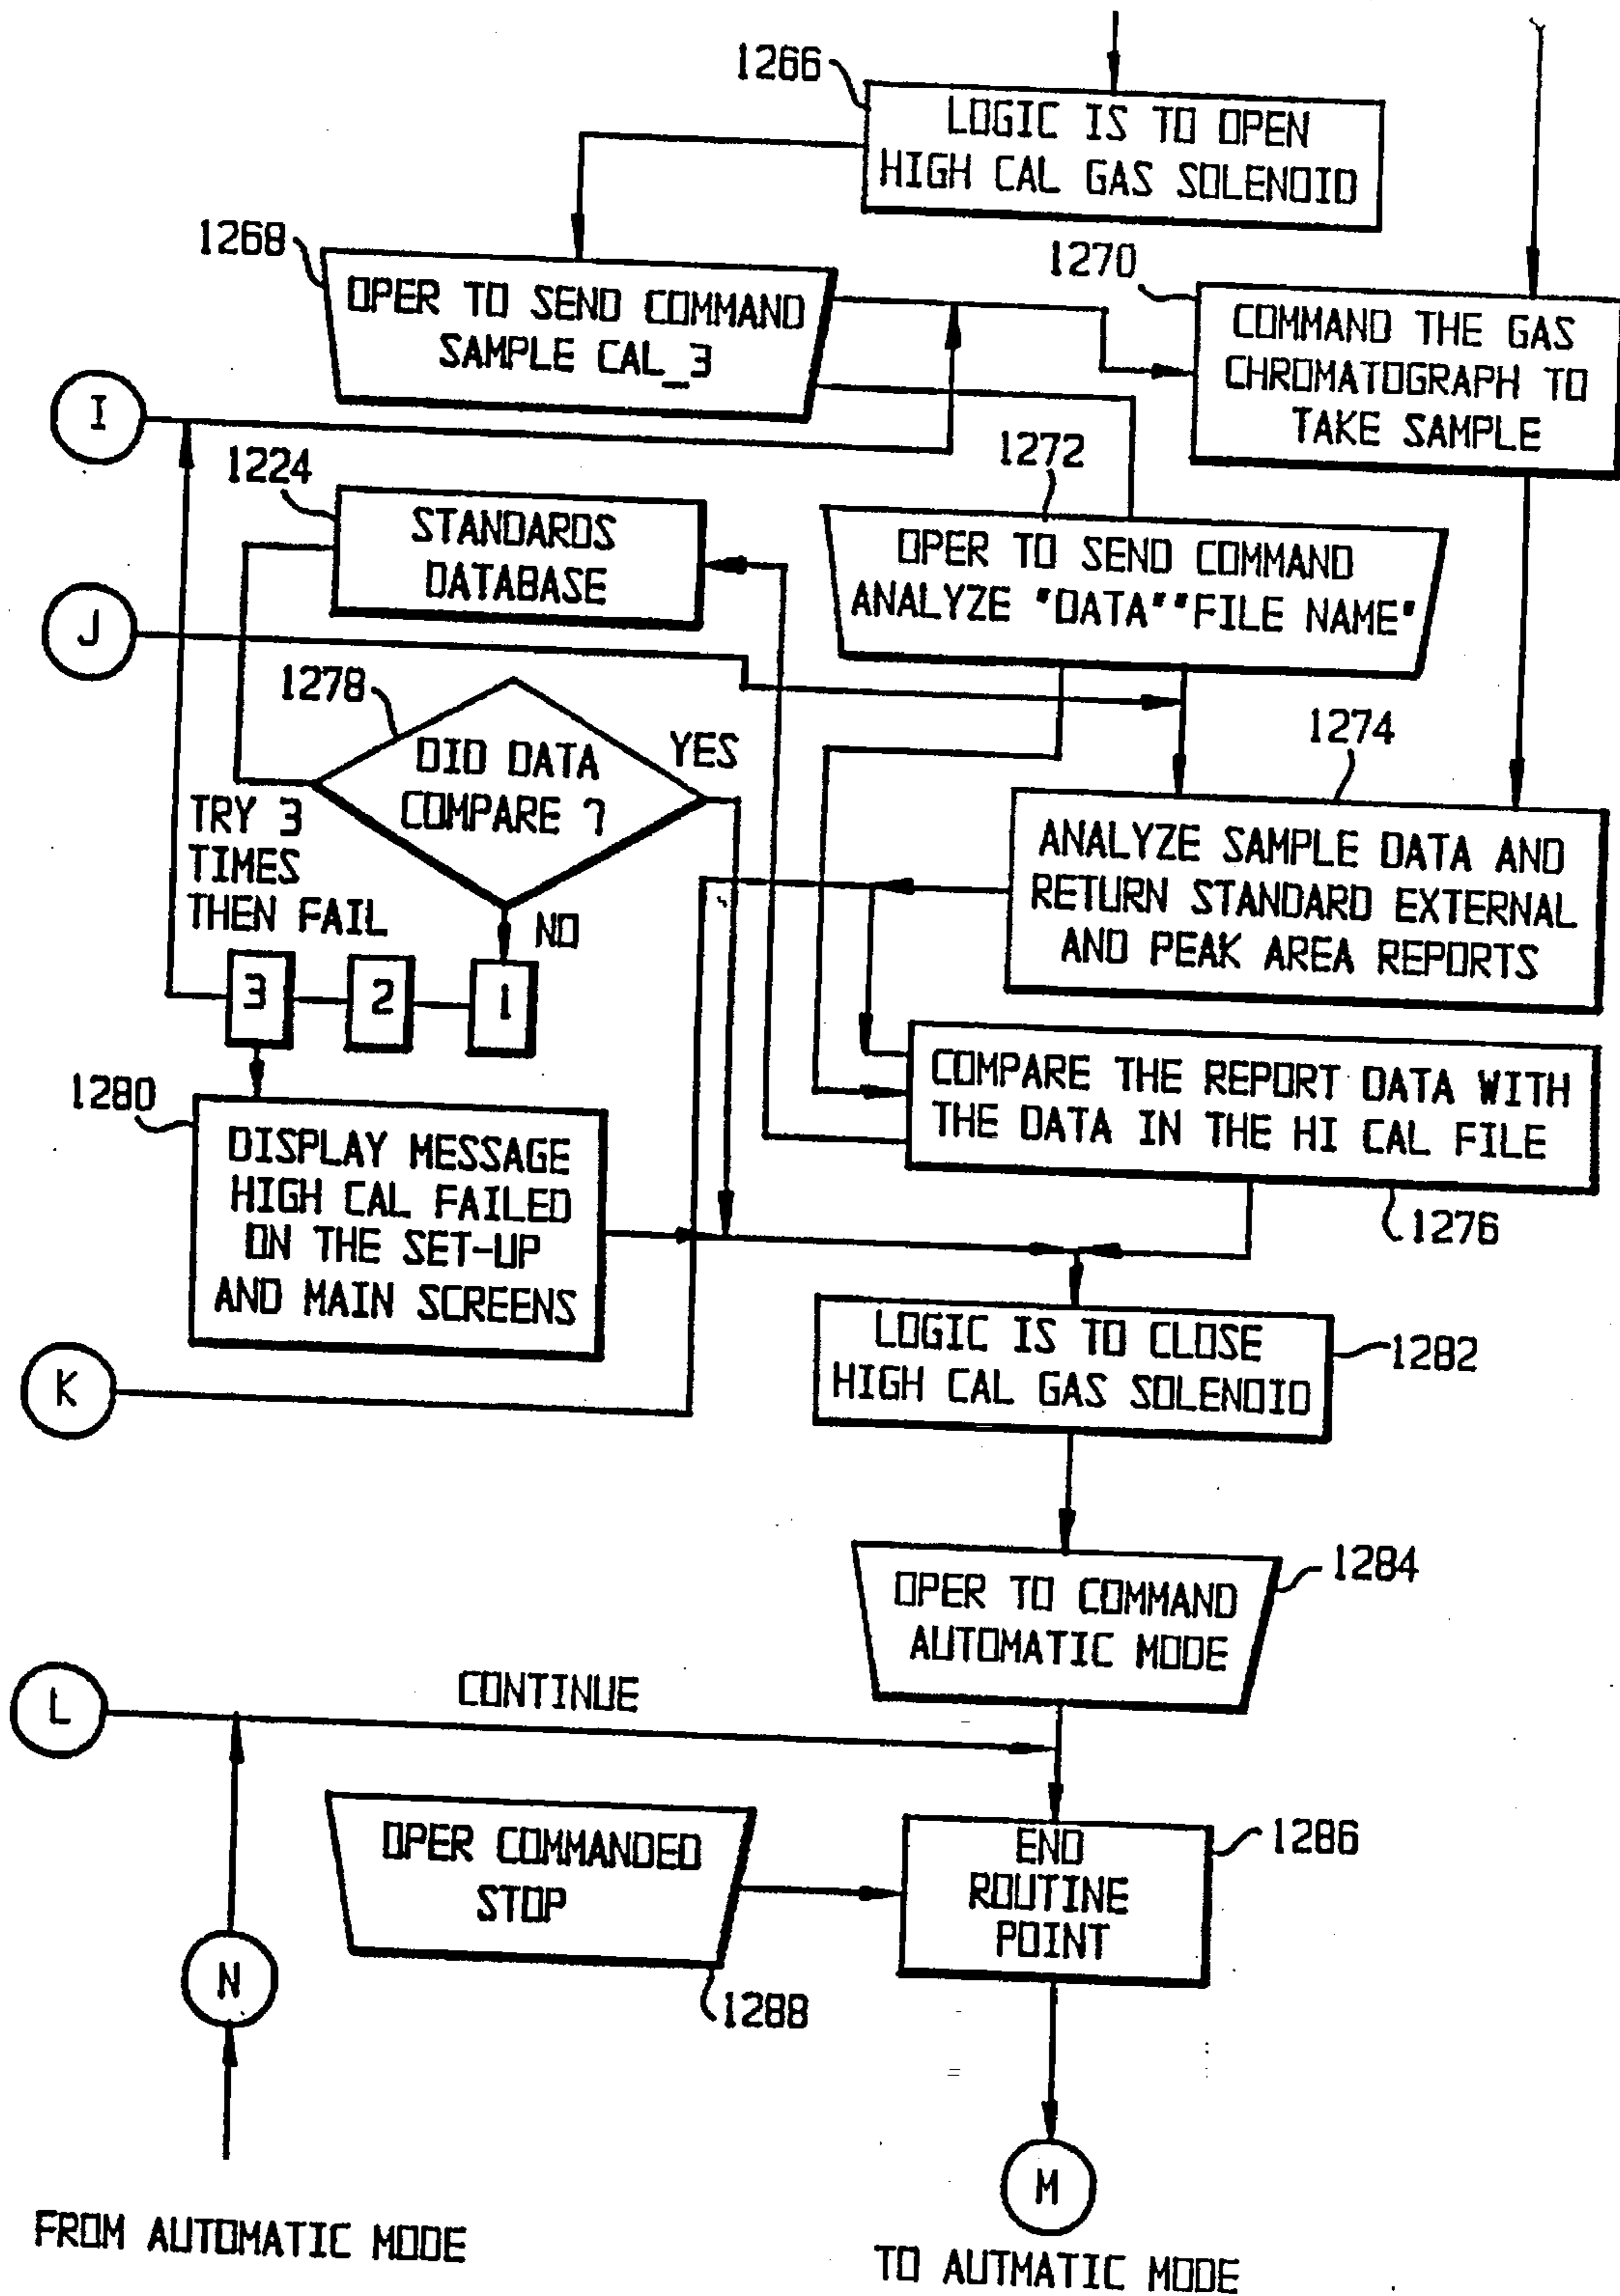 1266
LOGIC IS TO OPEN
HIGH CAL GAS SOLENOID
1268
OPER TO SEND COMMAND
SAMPLE CAL_3
1270
COMMAND THE GAS
CHROMATOGRAPH TO
TAKE SAMPLE
I
1224
STANDARDS
DATABASE
1272
OPER TO SEND COMMAND
ANALYZE "DATA""FILE NAME"
J
1278
DID DATA
COMPARE ?
YES
NO
TRY 3
TIMES
THEN FAIL
3
2
1
1274
ANALYZE SAMPLE DATA AND
RETURN STANDARD EXTERNAL
AND PEAK AREA REPORTS
COMPARE THE REPORT DATA WITH
THE DATA IN THE HI CAL FILE
1276
1280
DISPLAY MESSAGE
HIGH CAL FAILED
ON THE SET-UP
AND MAIN SCREENS
K
LOGIC IS TO CLOSE
HIGH CAL GAS SOLENOID
1282
OPER TO COMMAND
AUTOMATIC MODE
1284
L
CONTINUE
OPER COMMANDED
STOP
1288
END
ROUTINE
POINT
1286
N
M
FROM AUTOMATIC MODE
TO AUTMATIC MODE